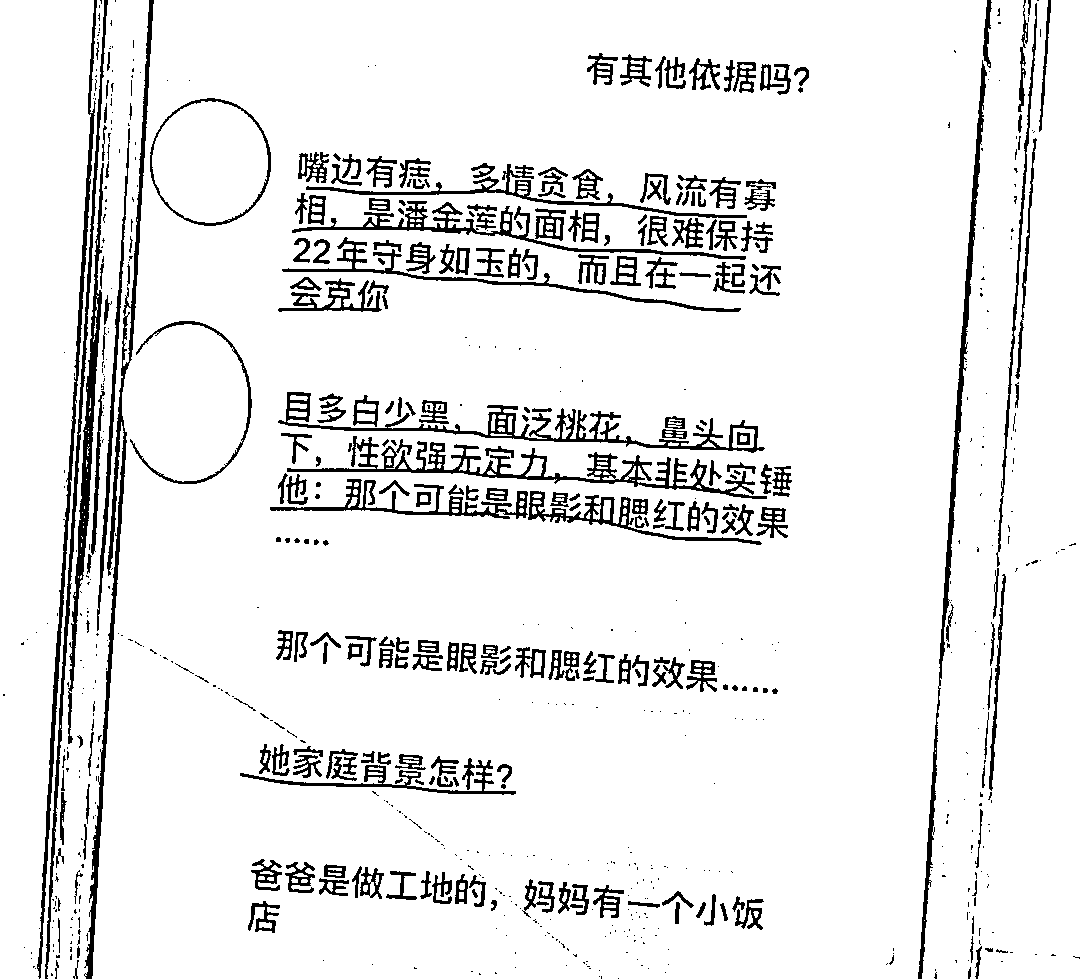 有其他依据吗?
嘴边有痣，多情贪食，风流有寡
相，是潘金莲的面相，很难保持
22年守身如玉的，而且在一起还
会克你
目多白少黑，面泛桃花，鼻头向
下，性欲强无定力，基本非处实锤
他：那个可能是眼影和腮红的效果
……
那个可能是眼影和腮红的效果……
她家庭背景怎样?
爸爸是做工地的，妈妈有一个小饭
店